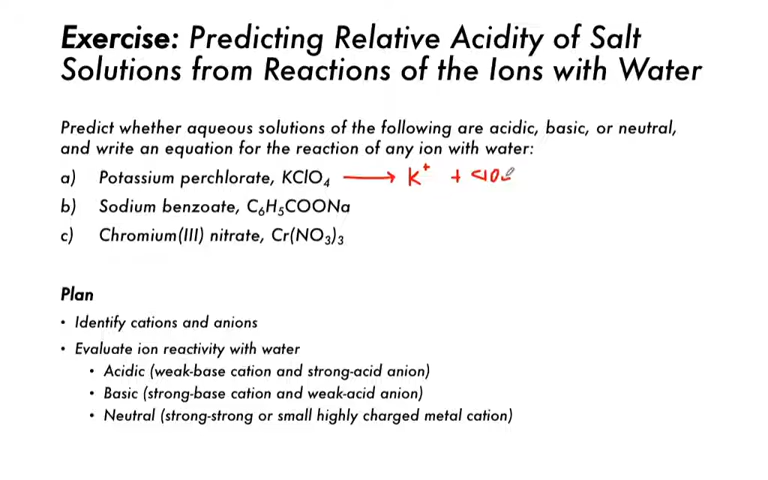 Exercise: Predicting Relative Acidity of Salt
Solutions from Reactions of the Ions with Water
Predict whether aqueous solutions of the following are acidic, basic, or neutral,
and write an equation for the reaction of any ion with water:
a) Potassium perchlorate, KClO₄ ⟶ K⁺ + ClO
b) Sodium benzoate, C₆H₅COONa
c) Chromium(III) nitrate, Cr(NO₃)₃
Plan
• Identify cations and anions
• Evaluate ion reactivity with water
• Acidic (weak-base cation and strong-acid anion)
• Basic (strong-base cation and weak-acid anion)
• Neutral (strong-strong or small highly charged metal cation)